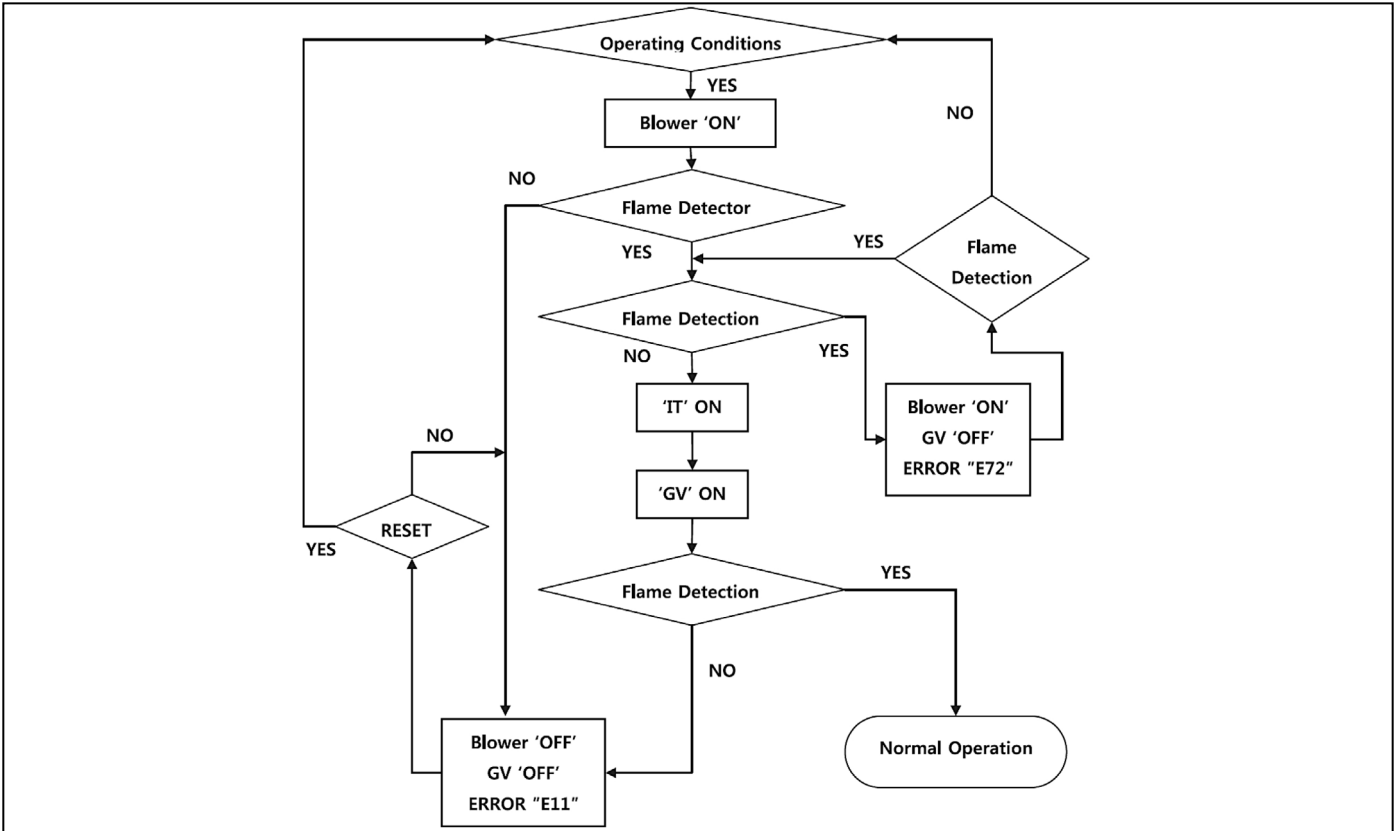 Operating Conditions
YES
NO
Blower ‘ON’
NO
Flame Detector
YES
YES
Flame
Detection
Flame Detection
NO
YES
‘IT’ ON
Blower ‘ON’
GV ‘OFF’
ERROR "E72"
NO
‘GV’ ON
RESET
YES
Flame Detection
YES
NO
Blower ‘OFF’
GV ‘OFF’
ERROR "E11"
Normal Operation